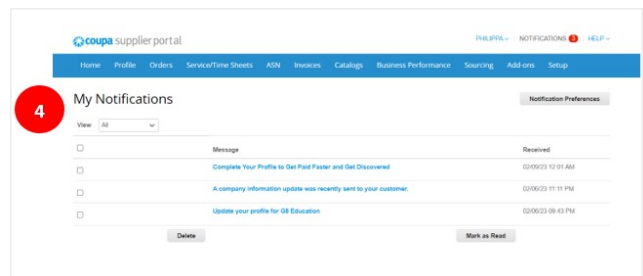 coupa supplier portal PHILIPPA NOTIFICATIONS 3 HELP
Home Profile Orders Service/Time Sheets ASN Invoices Catalogs Business Performance Sourcing Add-ons Setup
4
My Notifications Notification Preferences
View All
Message Received
Complete Your Profile to Get Paid Faster and Get Discovered 02/09/23 12:01 AM
A company information update was recently sent to your customer. 02/06/23 11:11 PM
Update your profile for G8 Education 02/06/23 09:43 PM
Delete Mark as Read